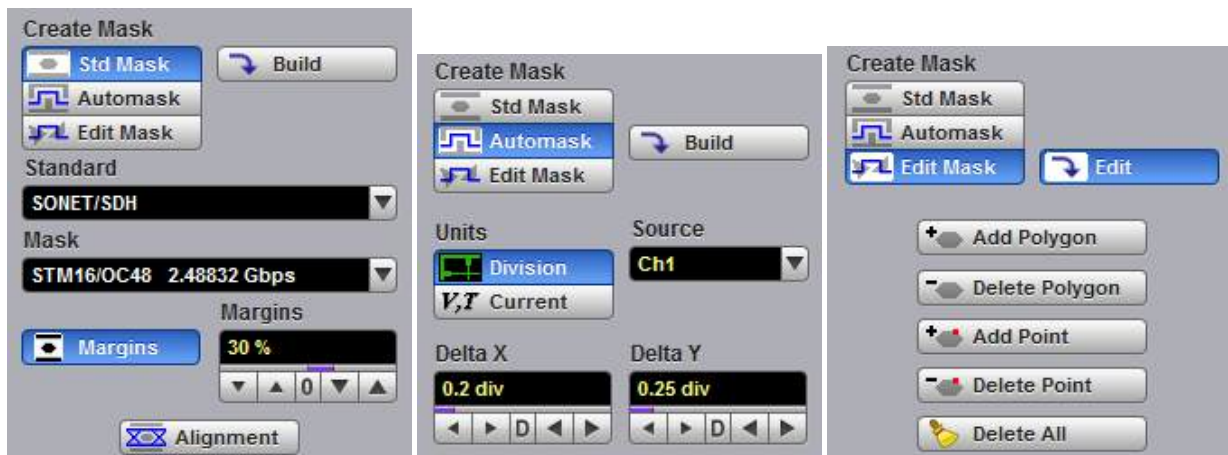 Create Mask
Std Mask
Build
Automask
Edit Mask
Standard
SONET/SDH
Mask
STM16/OC48 2.48832 Gbps
Margins
Margins
30 %
0
Alignment
Create Mask
Std Mask
Automask
Build
Edit Mask
Units
Source
Division
Ch1
V,T Current
Delta X
Delta Y
0.2 div
0.25 div
D
D
Create Mask
Std Mask
Automask
Edit Mask
Edit
Add Polygon
Delete Polygon
Add Point
Delete Point
Delete All